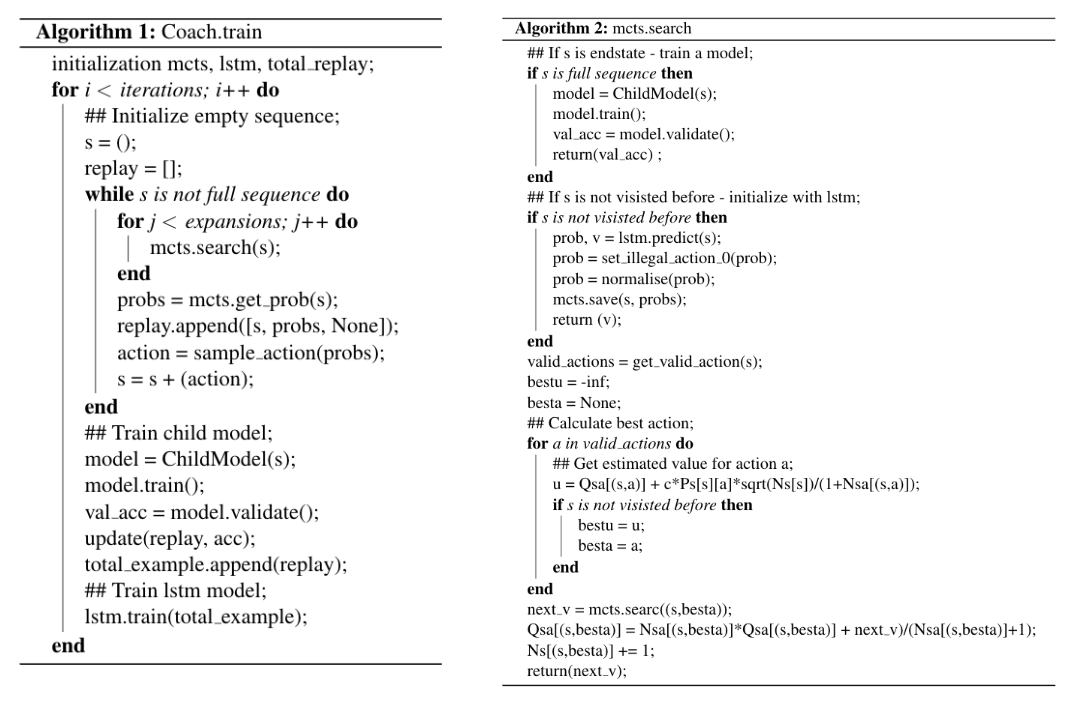 Algorithm 1: Coach.train
initialization mcts, lstm, total_replay;
for i < iterations; i++ do
## Initialize empty sequence;
s = ();
replay = [];
while s is not full sequence do
for j < expansions; j++ do
mcts.search(s);
end
probs = mcts.get_prob(s);
replay.append([s, probs, None]);
action = sample_action(probs);
s = s + (action);
end
## Train child model;
model = ChildModel(s);
model.train();
val_acc = model.validate();
update(replay, acc);
total_example.append(replay);
## Train lstm model;
lstm.train(total_example);
end
Algorithm 2: mcts.search
## If s is endstate - train a model;
if s is full sequence then
model = ChildModel(s);
model.train();
val_acc = model.validate();
return(val_acc) ;
end
## If s is not visisted before - initialize with lstm;
if s is not visisted before then
prob, v = lstm.predict(s);
prob = set_illegal_action_0(prob);
prob = normalise(prob);
mcts.save(s, probs);
return (v);
end
valid_actions = get_valid_action(s);
bestu = -inf;
besta = None;
## Calculate best action;
for a in valid_actions do
## Get estimated value for action a;
u = Qsa[(s,a)] + c*Ps[s][a]*sqrt(Ns[s])/(1+Nsa[(s,a)]);
if s is not visisted before then
bestu = u;
besta = a;
end
end
next_v = mcts.searc((s,besta));
Qsa[(s,besta)] = Nsa[(s,besta)]*Qsa[(s,besta)] + next_v)/(Nsa[(s,besta)]+1);
Ns[(s,besta)] += 1;
return(next_v);